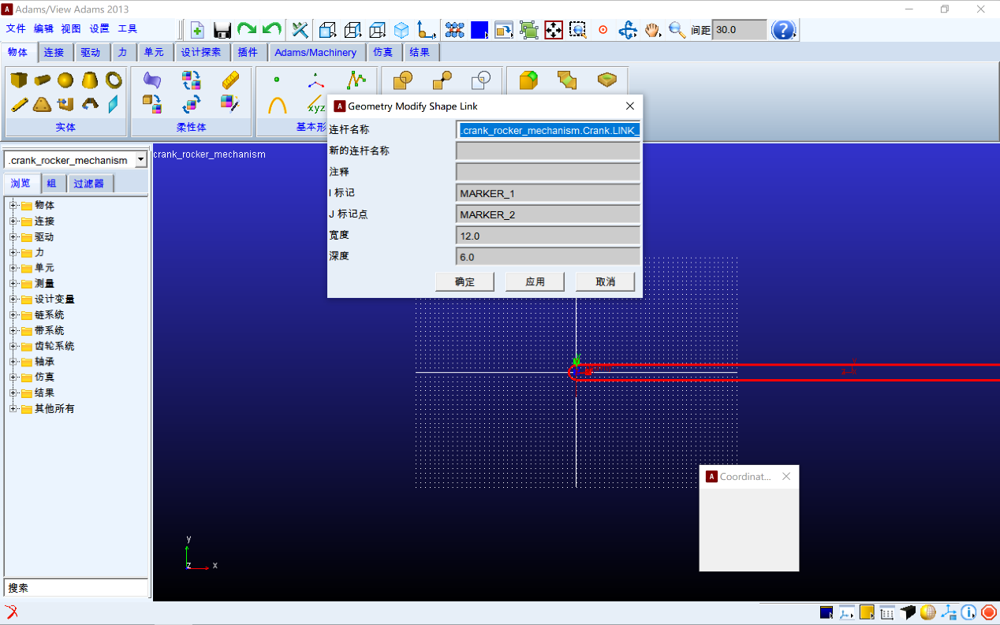 Adams/View Adams 2013
文件 编辑 视图 设置 工具
间距 30.0
物体 连接 驱动 力 单元 设计探索 插件 Adams/Machinery 仿真 结果
xyz
实体 柔性体 基本形
Geometry Modify Shape Link
连杆名称 .crank_rocker_mechanism.Crank.LINK_
新的连杆名称
注释
I 标记 MARKER_1
J 标记点 MARKER_2
宽度 12.0
深度 6.0
确定 应用 取消
.crank_rocker_mechanism
crank_rocker_mechanism
浏览 组 过滤器
物体
连接
驱动
力
单元
测量
设计变量
链系统
带系统
齿轮系统
轴承
仿真
结果
其他所有
搜索
Coordinat...
y
z x